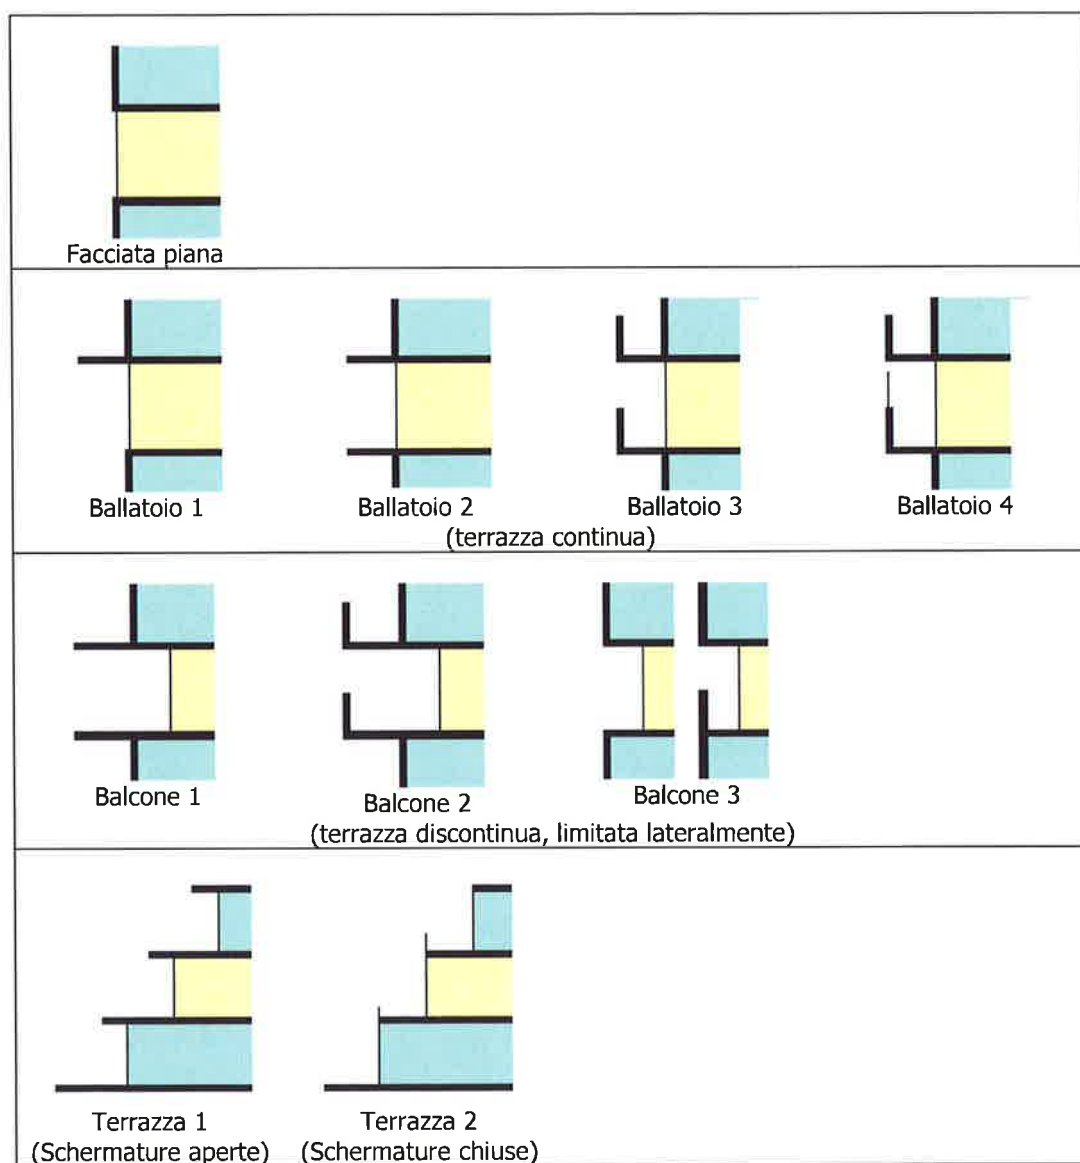 Facciata piana
Ballatoio 1
Ballatoio 2
Ballatoio 3
Ballatoio 4
(terrazza continua)
Balcone 1
Balcone 2
Balcone 3
(terrazza discontinua, limitata lateralmente)
Terrazza 1
(Schermature aperte)
Terrazza 2
(Schermature chiuse)